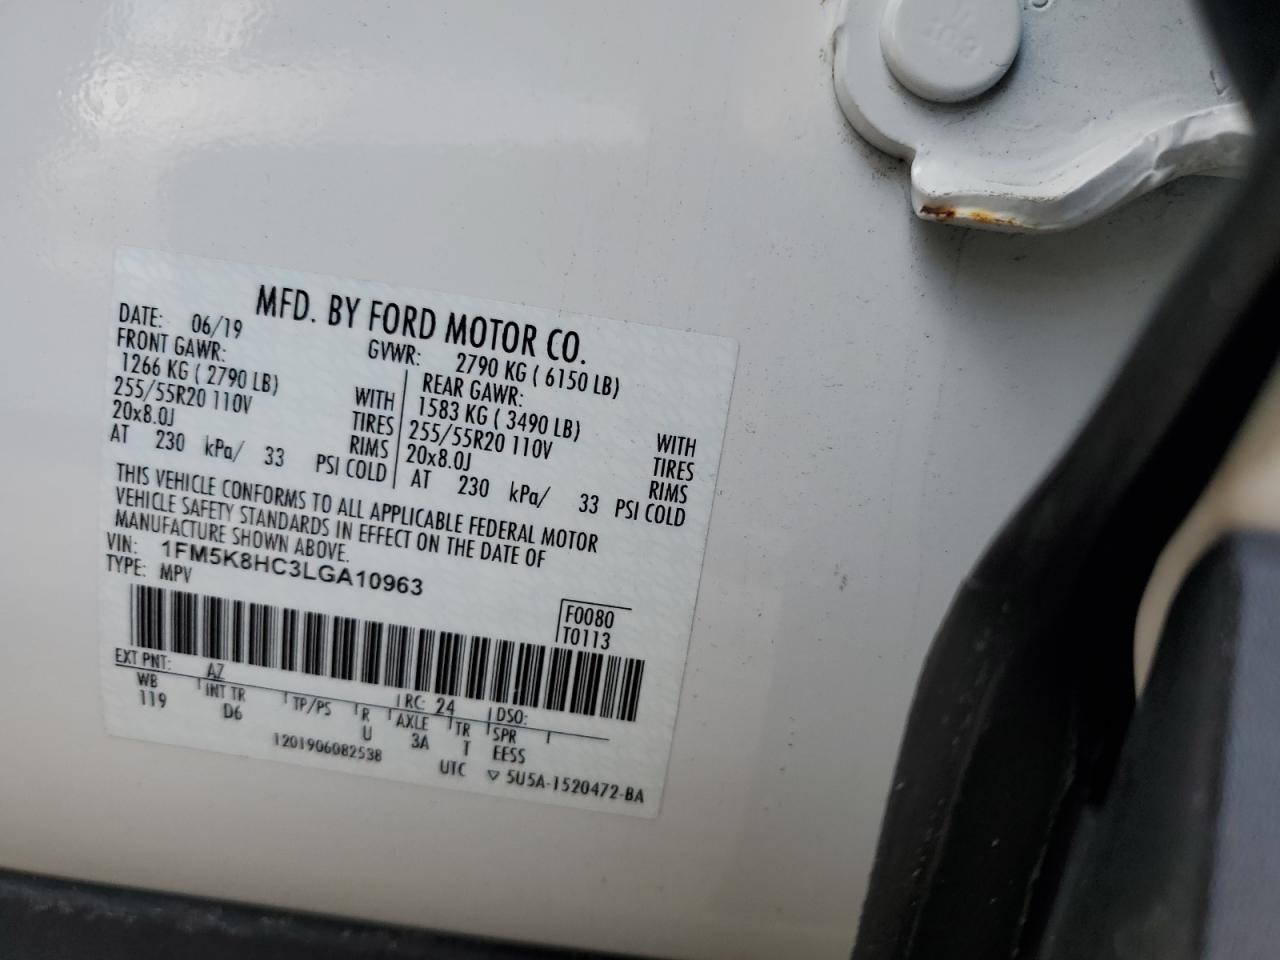 MFD. BY FORD MOTOR CO.
DATE: 06/19 GVWR: 2790 KG ( 6150 LB)
FRONT GAWR: REAR GAWR:
1266 KG ( 2790 LB) WITH 1583 KG ( 3490 LB) WITH
255/55R20 110V TIRES 255/55R20 110V TIRES
20x8.0J RIMS 20x8.0J RIMS
AT 230 kPa/ 33 PSI COLD AT 230 kPa/ 33 PSI COLD
THIS VEHICLE CONFORMS TO ALL APPLICABLE FEDERAL MOTOR
VEHICLE SAFETY STANDARDS IN EFFECT ON THE DATE OF
MANUFACTURE SHOWN ABOVE.
VIN: 1FM5K8HC3LGA10963
TYPE: MPV
F0080
T0113
EXT PNT: AZ RC: 24 DSO:
WB INT TR TP/PS R AXLE TR SPR
119 D6 U 3A T EESS
1201906082538 UTC ▽ 5U5A-1520472-BA